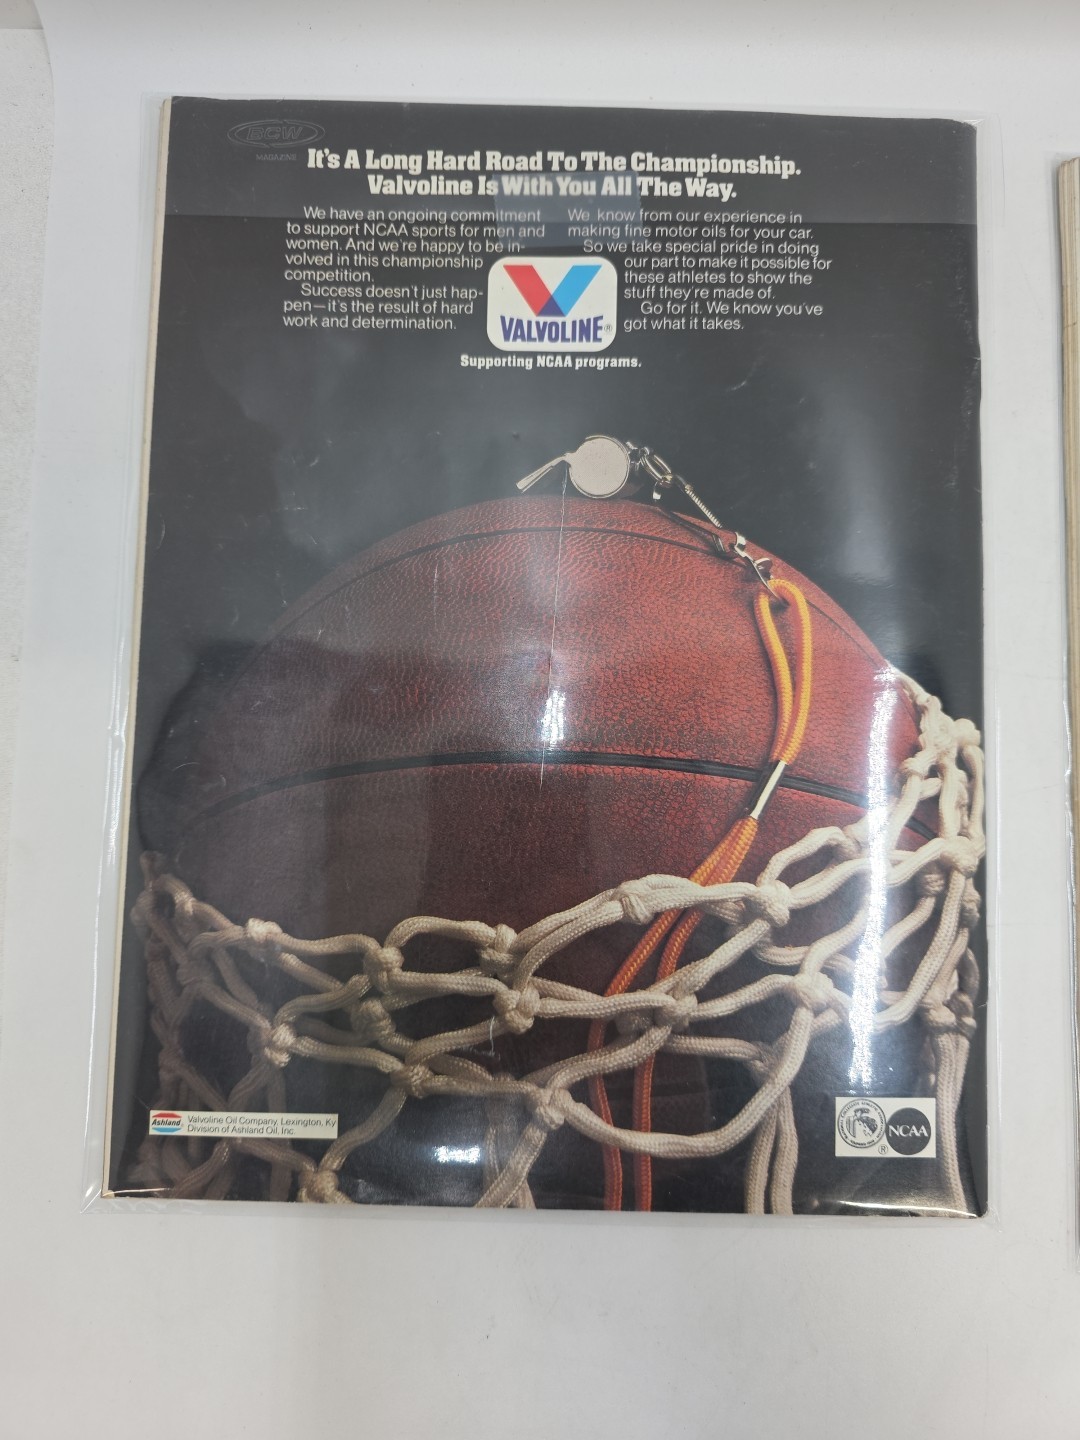 BCW
MAGAZINE
It's A Long Hard Road To The Championship.
Valvoline Is With You All The Way.
We have an ongoing commitment
to support NCAA sports for men and
women. And we're happy to be in-
volved in this championship
competition.
Success doesn't just hap-
pen—it's the result of hard
work and determination.
We know from our experience in
making fine motor oils for your car.
So we take special pride in doing
our part to make it possible for
these athletes to show the
stuff they're made of.
Go for it. We know you've
got what it takes.
VALVOLINE®
Supporting NCAA programs.
Ashland
Valvoline Oil Company, Lexington, Ky
Division of Ashland Oil, Inc.
NCAA
®